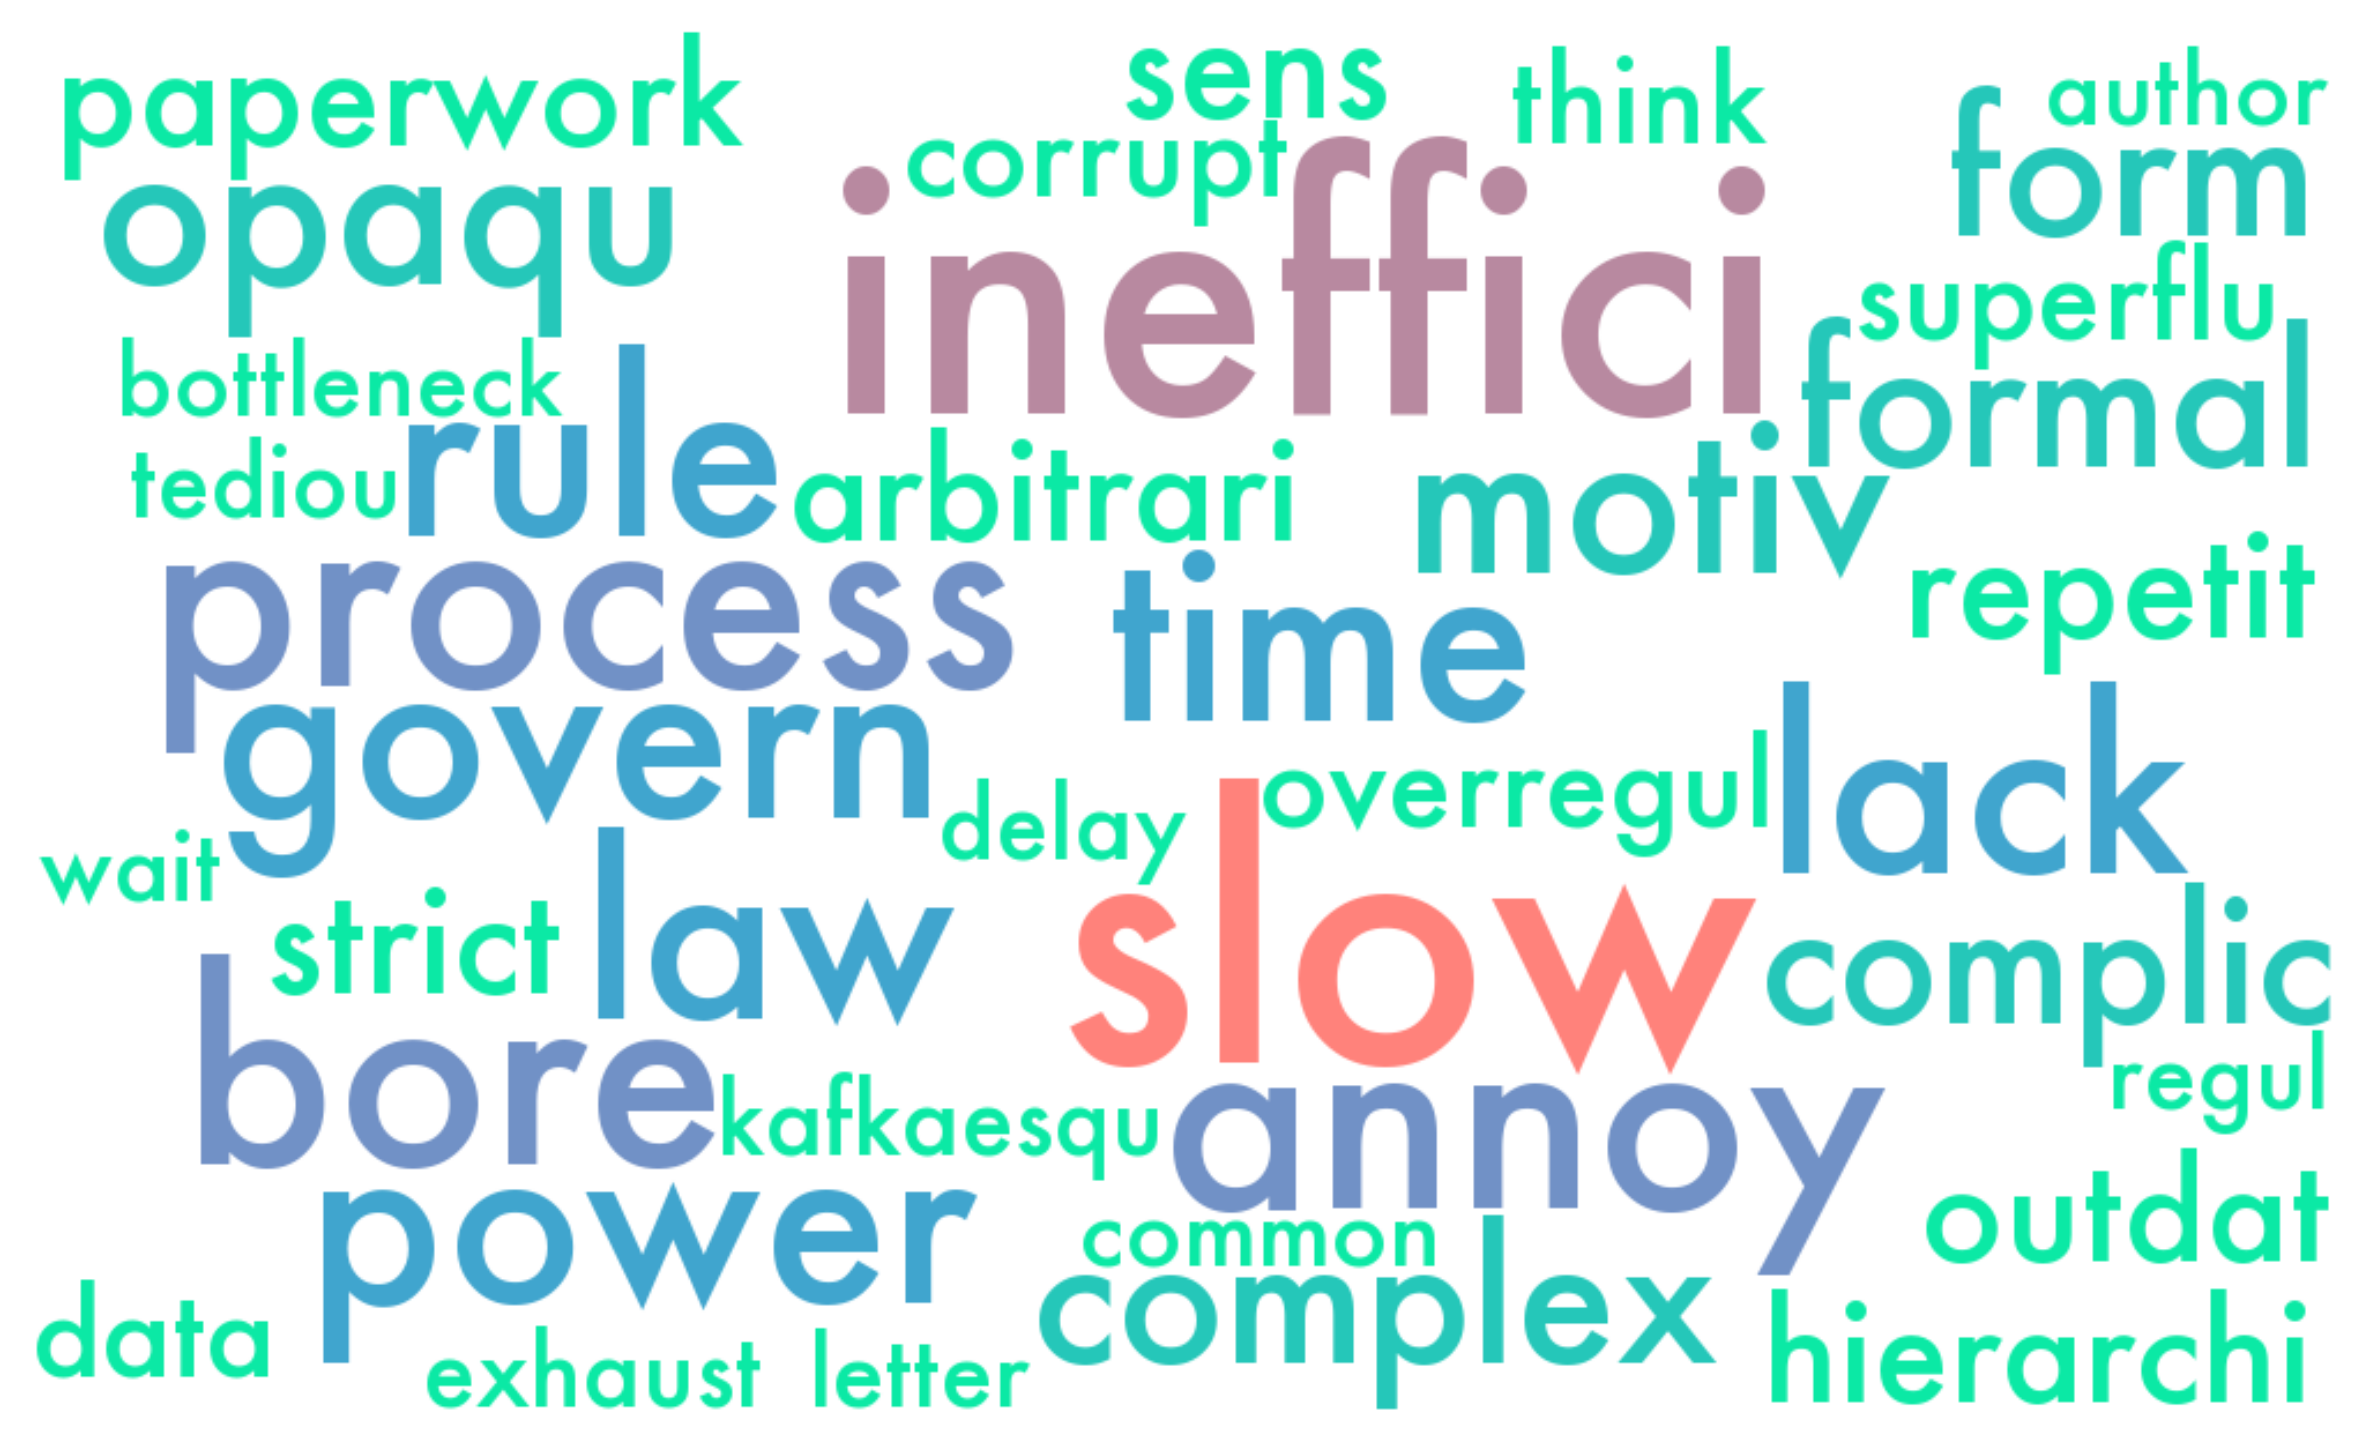 paperwork
sens
think
author
corrupt
form
opaqu
ineffici
superflu
bottleneck
formal
tediou
rule
arbitrari
motiv
process
time
repetit
govern
delay
overregul
lack
wait
strict
law
slow
complic
bore
kafkaesqu
annoy
regul
power
common
outdat
data
exhaust
letter
complex
hierarchi